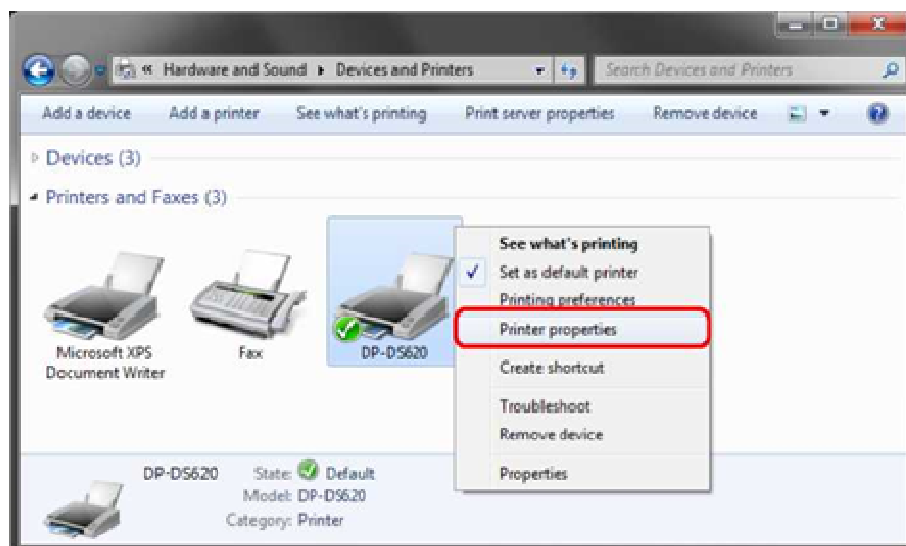 « Hardware and Sound ▸ Devices and Printers
Search Devices and Printers
Add a device Add a printer See what's printing Print server properties Remove device
Devices (3)
Printers and Faxes (3)
Microsoft XPS
Document Writer
Fax
DP-DS620
See what's printing
Set as default printer
Printing preferences
Printer properties
Create shortcut
Troubleshoot
Remove device
Properties
DP-DS620 State: Default
Model: DP-DS620
Category: Printer